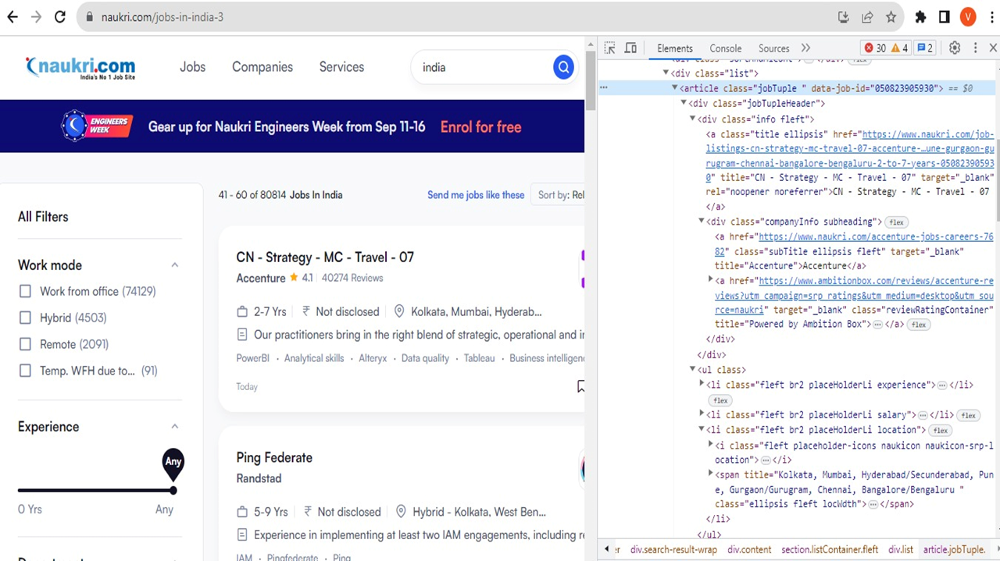 naukri.com/jobs-in-india-3
V
naukri.com
India's No 1 Job Site
Jobs
Companies
Services
india
ENGINEERS
WEEK
Gear up for Naukri Engineers Week from Sep 11-16
Enrol for free
41 - 60 of 80814 Jobs In India
Send me jobs like these
Sort by: Rel
All Filters
Work mode
Work from office (74129)
Hybrid (4503)
Remote (2091)
Temp. WFH due to... (91)
Experience
Any
0 Yrs
Any
CN - Strategy - MC - Travel - 07
Accenture ★ 4.1 | 40274 Reviews
2-7 Yrs | ₹ Not disclosed | Kolkata, Mumbai, Hyderab...
Our practitioners bring in the right blend of strategic, operational and in
PowerBI · Analytical skills · Alteryx · Data quality · Tableau · Business intelligenc
Today
Ping Federate
Randstad
5-9 Yrs | ₹ Not disclosed | Hybrid - Kolkata, West Ben...
Experience in implementing at least two IAM engagements, including re
IAM · Pingfederate · Ping
Elements
Console
Sources
30
4
2
▼<div class="list">
▼<article class="jobTuple " data-job-id="050823905930"> == $0
▼<div class="jobTupleHeader">
▼<div class="info fleft">
<a class="title ellipsis" href="https://www.naukri.com/job-
listings-cn-strategy-mc-travel-07-accenture-…une-gurgaon-gu
rugram-chennai-bangalore-bengaluru-2-to-7-years-05082390593
0" title="CN - Strategy - MC - Travel - 07" target="_blank"
rel="noopener noreferrer">CN - Strategy - MC - Travel - 07
</a>
▼<div class="companyInfo subheading"> flex
<a href="https://www.naukri.com/accenture-jobs-careers-76
82" class="subTitle ellipsis fleft" target="_blank"
title="Accenture">Accenture</a>
▶<a href="https://www.ambitionbox.com/reviews/accenture-re
views?utm_campaign=srp_ratings&utm_medium=desktop&utm_sou
rce=naukri" target="_blank" class="reviewRatingContainer"
title="Powered by Ambition Box">…</a> flex
</div>
</div>
▼<ul class>
▶<li class="fleft br2 placeHolderLi experience">…</li>
flex
▶<li class="fleft br2 placeHolderLi salary">…</li> flex
▼<li class="fleft br2 placeHolderLi location"> flex
▶<i class="fleft placeholder-icons naukicon naukicon-srp-l
ocation">…</i>
▶<span title="Kolkata, Mumbai, Hyderabad/Secunderabad, Pun
e, Gurgaon/Gurugram, Chennai, Bangalore/Bengaluru "
class="ellipsis fleft locWdth">…</span>
</li>
</ul>
er div.search-result-wrap div.content section.listContainer.fleft div.list article.jobTuple.